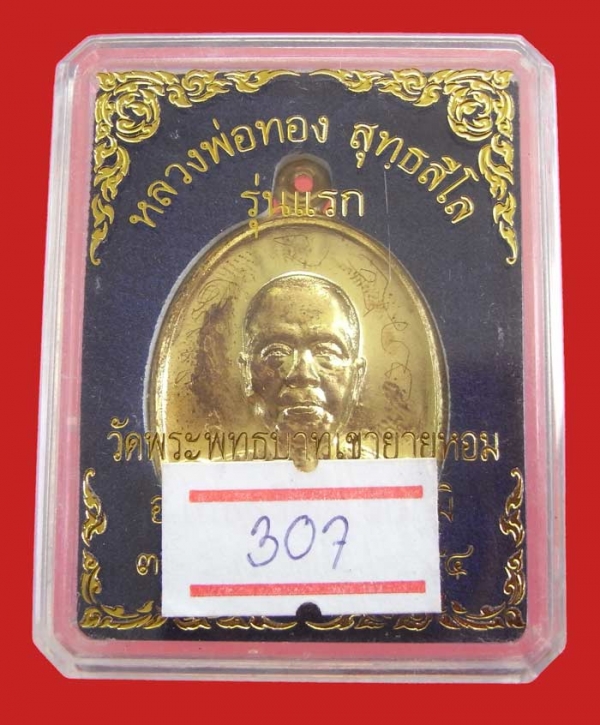 หลวงพ่อทอง สุทฺธสีโล
รุ่นแรก
วัดพระพุทธบาทเขายายหอม
307